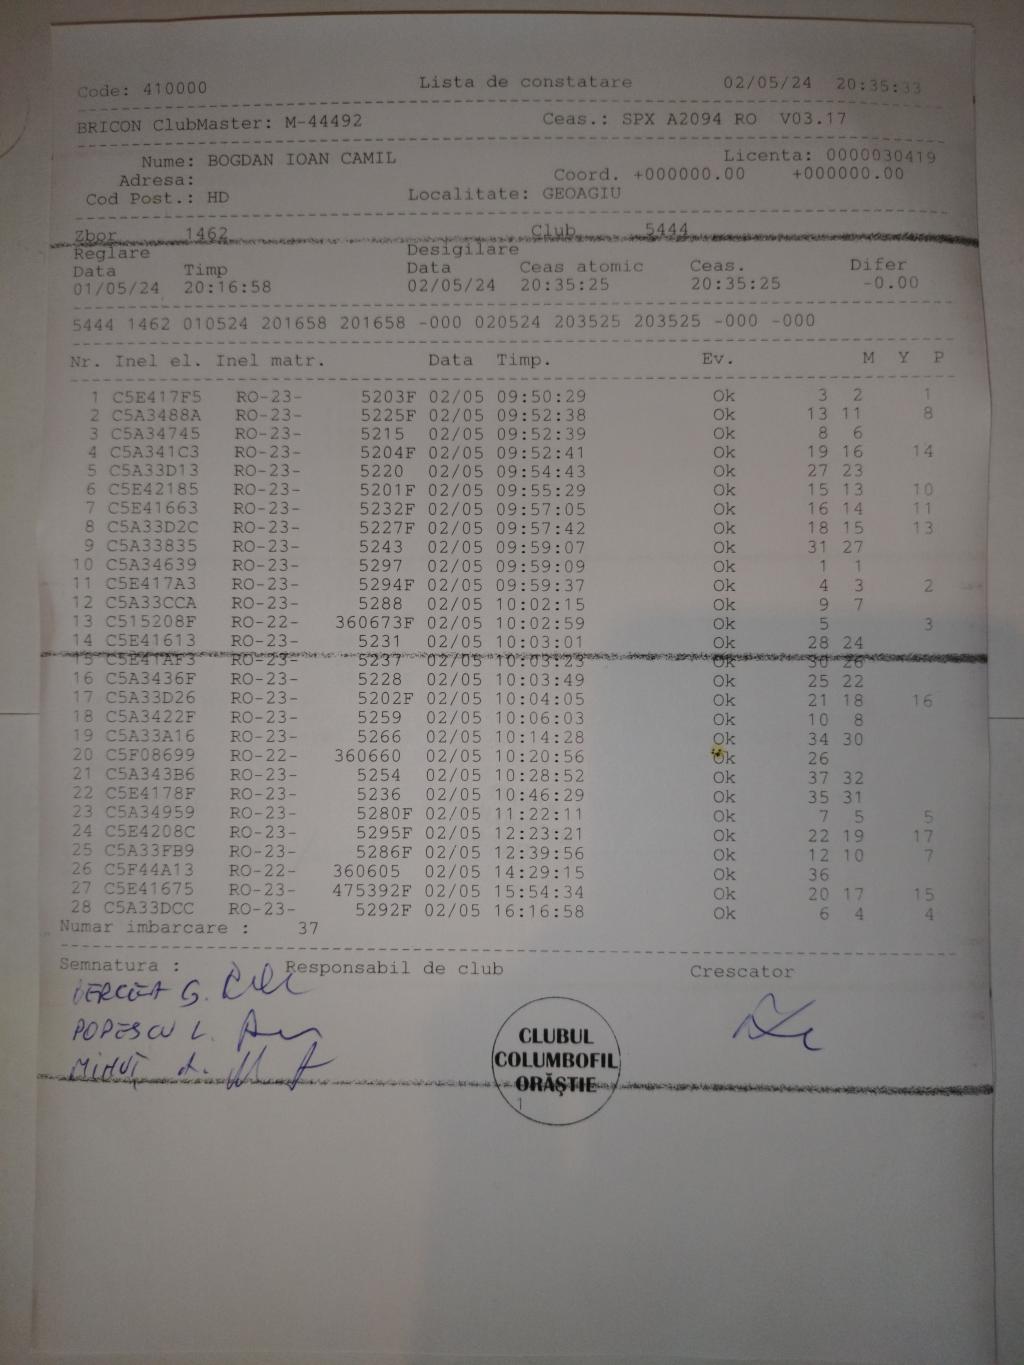 Code: 410000 Lista de constatare 02/05/24 20:35:33
BRICON ClubMaster: M-44492 Ceas.: SPX A2094 RO V03.17
Nume: BOGDAN IOAN CAMIL Licenta: 0000030419
Adresa: Coord. +000000.00 +000000.00
Cod Post.: HD Localitate: GEOAGIU
Zbor 1462 Club 5444
Reglare Desigilare
Data Timp Data Ceas atomic Ceas. Difer
01/05/24 20:16:58 02/05/24 20:35:25 20:35:25 -0.00
5444 1462 010524 201658 201658 -000 020524 203525 203525 -000 -000
Nr. Inel el. Inel matr. Data Timp. Ev. M Y P
1 C5E417F5 RO-23- 5203F 02/05 09:50:29 Ok 3 2 1
2 C5A3488A RO-23- 5225F 02/05 09:52:38 Ok 13 11 8
3 C5A34745 RO-23- 5215 02/05 09:52:39 Ok 8 6
4 C5A341C3 RO-23- 5204F 02/05 09:52:41 Ok 19 16 14
5 C5A33D13 RO-23- 5220 02/05 09:54:43 Ok 27 23
6 C5E42185 RO-23- 5201F 02/05 09:55:29 Ok 15 13 10
7 C5E41663 RO-23- 5232F 02/05 09:57:05 Ok 16 14 11
8 C5A33D2C RO-23- 5227F 02/05 09:57:42 Ok 18 15 13
9 C5A33835 RO-23- 5243 02/05 09:59:07 Ok 31 27
10 C5A34639 RO-23- 5297 02/05 09:59:09 Ok 1 1
11 C5E417A3 RO-23- 5294F 02/05 09:59:37 Ok 4 3 2
12 C5A33CCA RO-23- 5288 02/05 10:02:15 Ok 9 7
13 C515208F RO-22- 360673F 02/05 10:02:59 Ok 5 3
14 C5E41613 RO-23- 5231 02/05 10:03:01 Ok 28 24
15 C5E41AF3 RO-23- 5237 02/05 10:03:23 Ok 30 26
16 C5A3436F RO-23- 5228 02/05 10:03:49 Ok 25 22
17 C5A33D26 RO-23- 5202F 02/05 10:04:05 Ok 21 18 16
18 C5A3422F RO-23- 5259 02/05 10:06:03 Ok 10 8
19 C5A33A16 RO-23- 5266 02/05 10:14:28 Ok 34 30
20 C5F08699 RO-22- 360660 02/05 10:20:56 Ok 26
21 C5A343B6 RO-23- 5254 02/05 10:28:52 Ok 37 32
22 C5E4178F RO-23- 5236 02/05 10:46:29 Ok 35 31
23 C5A34959 RO-23- 5280F 02/05 11:22:11 Ok 7 5 5
24 C5E4208C RO-23- 5295F 02/05 12:23:21 Ok 22 19 17
25 C5A33FB9 RO-23- 5286F 02/05 12:39:56 Ok 12 10 7
26 C5F44A13 RO-22- 360605 02/05 14:29:15 Ok 36
27 C5E41675 RO-23- 475392F 02/05 15:54:34 Ok 20 17 15
28 C5A33DCC RO-23- 5292F 02/05 16:16:58 Ok 6 4 4
Numar imbarcare : 37
Semnatura : Responsabil de club Crescator
BERCEA G.
POPESCU L.
CLUBUL
COLUMBOFIL
ORĂŞTIE
1